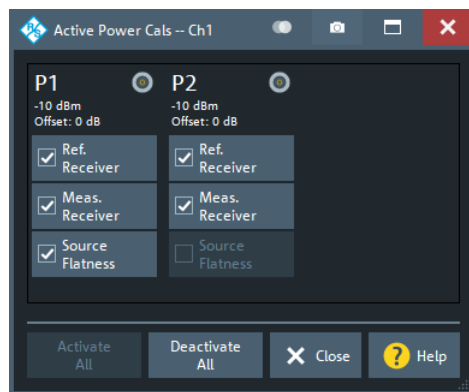 Active Power Cals -- Ch1
P1
-10 dBm
Offset: 0 dB
Ref.
Receiver
Meas.
Receiver
Source
Flatness
P2
-10 dBm
Offset: 0 dB
Ref.
Receiver
Meas.
Receiver
Source
Flatness
Activate
All
Deactivate
All
Close
? Help